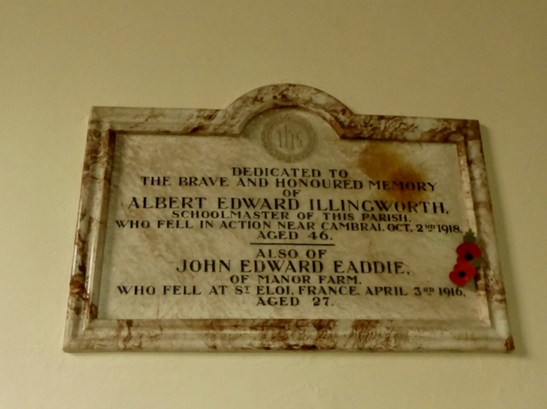 ihs
DEDICATED TO
THE BRAVE AND HONOURED MEMORY
OF
ALBERT EDWARD ILLINGWORTH,
SCHOOLMASTER OF THIS PARISH,
WHO FELL IN ACTION NEAR CAMBRAI, OCT. 2ND 1918,
AGED 46.
ALSO OF
JOHN EDWARD EADDIE,
OF MANOR FARM,
WHO FELL AT ST ELOI, FRANCE, APRIL 3RD 1916,
AGED 27.